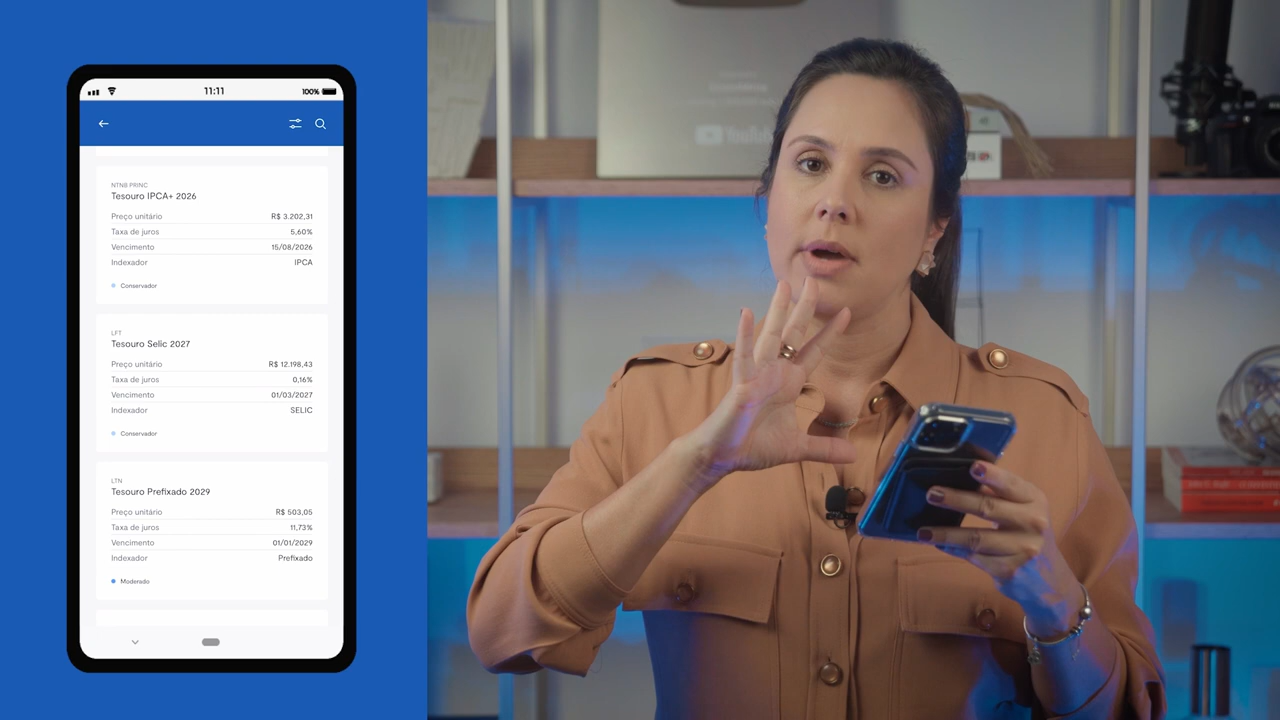 11:11
100%
NTNB PRINC
Tesouro IPCA+ 2026
Preço unitário R$ 3.202,31
Taxa de juros 5,60%
Vencimento 15/08/2026
Indexador IPCA
Conservador
LFT
Tesouro Selic 2027
Preço unitário R$ 12.198,43
Taxa de juros 0,16%
Vencimento 01/03/2027
Indexador SELIC
Conservador
LTN
Tesouro Prefixado 2029
Preço unitário R$ 503,05
Taxa de juros 11,73%
Vencimento 01/01/2029
Indexador Prefixado
Moderado
YouTube